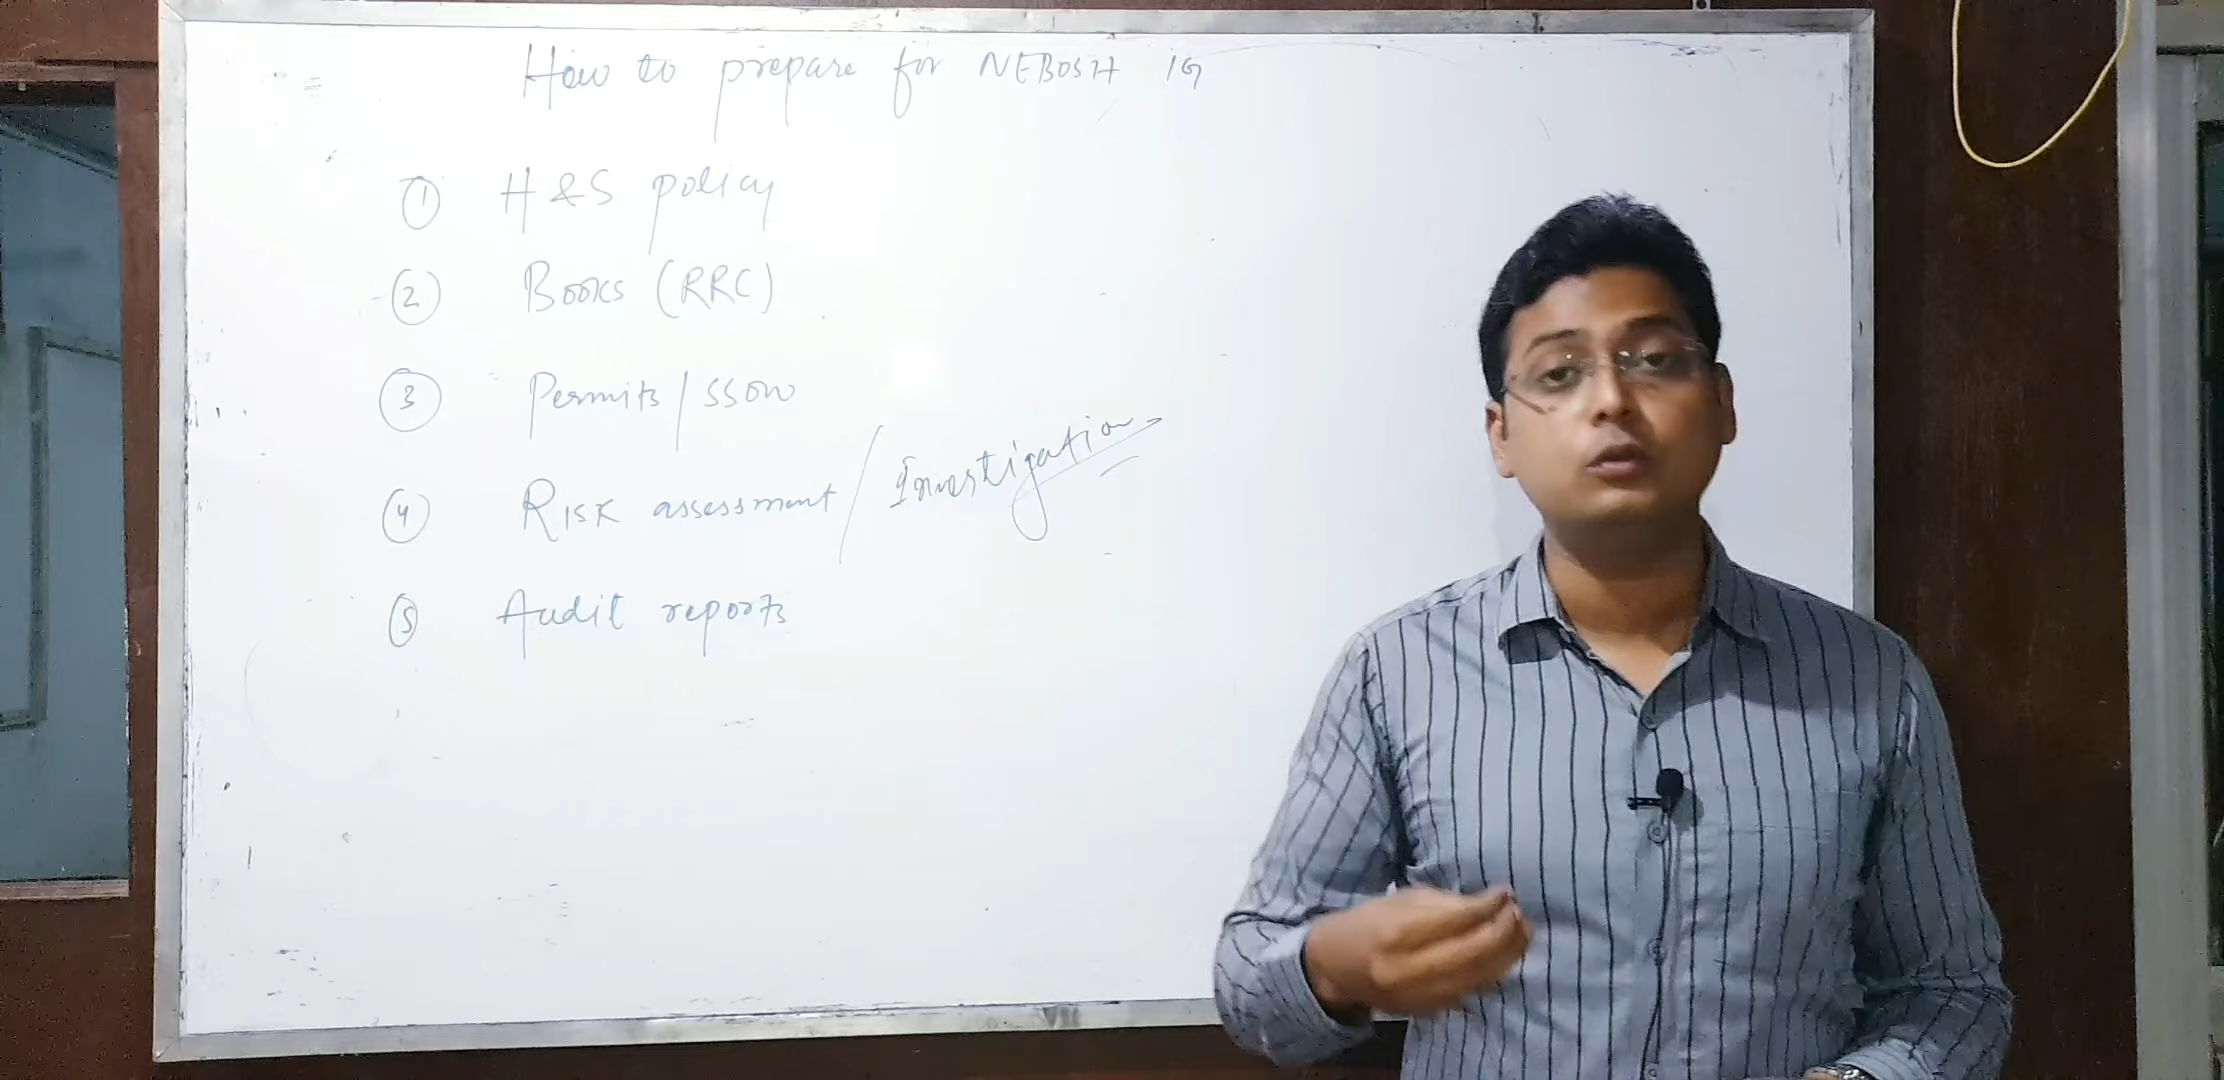 How to prepare for NEBOSH IG
1 H&S policy
2 Books (RRC)
3 Permits / SSOW
4 Risk assessment / Investigation
5 Audit reports